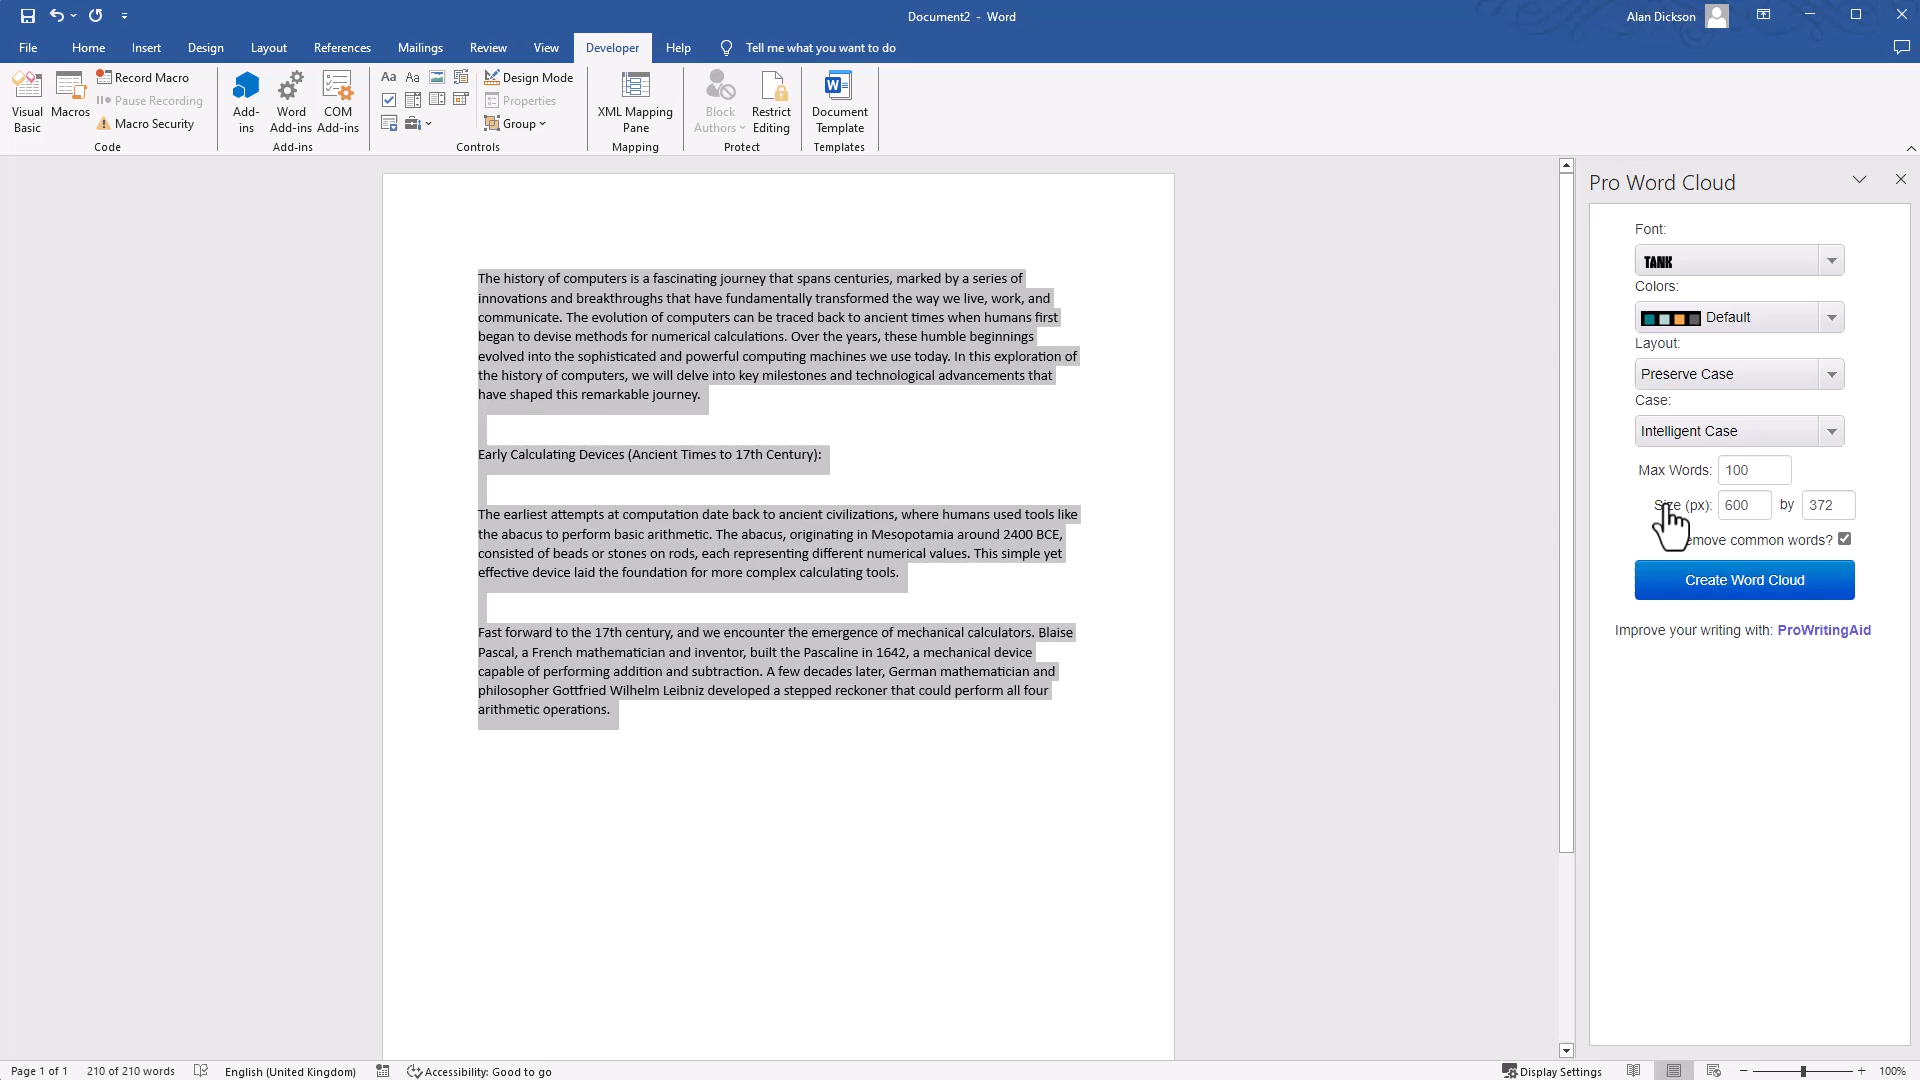 Document2 - Word
Alan Dickson
File Home Insert Design Layout References Mailings Review View Developer Help Tell me what you want to do
Visual Basic
Macros
Record Macro
Pause Recording
Macro Security
Code
Add-ins
Word Add-ins
COM Add-ins
Add-ins
Aa Aa
Design Mode
Properties
Group
Controls
XML Mapping Pane
Mapping
Block Authors
Restrict Editing
Protect
Document Template
Templates
The history of computers is a fascinating journey that spans centuries, marked by a series of
innovations and breakthroughs that have fundamentally transformed the way we live, work, and
communicate. The evolution of computers can be traced back to ancient times when humans first
began to devise methods for numerical calculations. Over the years, these humble beginnings
evolved into the sophisticated and powerful computing machines we use today. In this exploration of
the history of computers, we will delve into key milestones and technological advancements that
have shaped this remarkable journey.
Early Calculating Devices (Ancient Times to 17th Century):
The earliest attempts at computation date back to ancient civilizations, where humans used tools like
the abacus to perform basic arithmetic. The abacus, originating in Mesopotamia around 2400 BCE,
consisted of beads or stones on rods, each representing different numerical values. This simple yet
effective device laid the foundation for more complex calculating tools.
Fast forward to the 17th century, and we encounter the emergence of mechanical calculators. Blaise
Pascal, a French mathematician and inventor, built the Pascaline in 1642, a mechanical device
capable of performing addition and subtraction. A few decades later, German mathematician and
philosopher Gottfried Wilhelm Leibniz developed a stepped reckoner that could perform all four
arithmetic operations.
Pro Word Cloud
Font:
TANK
Colors:
Default
Layout:
Preserve Case
Case:
Intelligent Case
Max Words: 100
Size (px): 600 by 372
emove common words?
Create Word Cloud
Improve your writing with: ProWritingAid
Page 1 of 1 210 of 210 words English (United Kingdom) Accessibility: Good to go Display Settings 100%